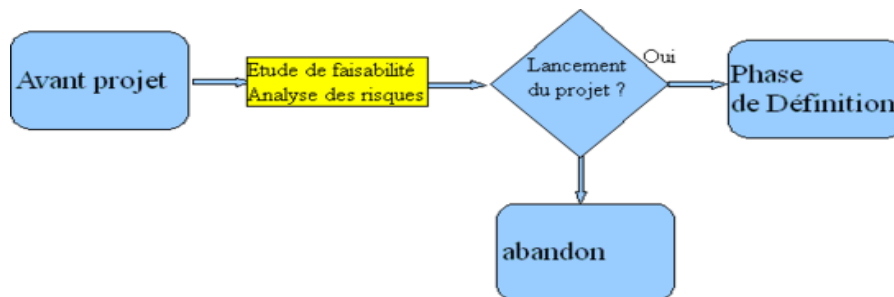 Avant projet
Etude de faisabilité
Analyse des risques
Lancement
du projet ?
Oui
Phase
de Définition
abandon